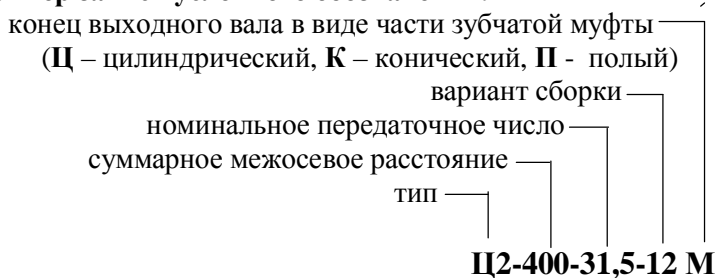 конец выходного вала в виде части зубчатой муфты
(Ц – цилиндрический, К – конический, П - полый)
вариант сборки
номинальное передаточное число
суммарное межосевое расстояние
тип
Ц2-400-31,5-12 М